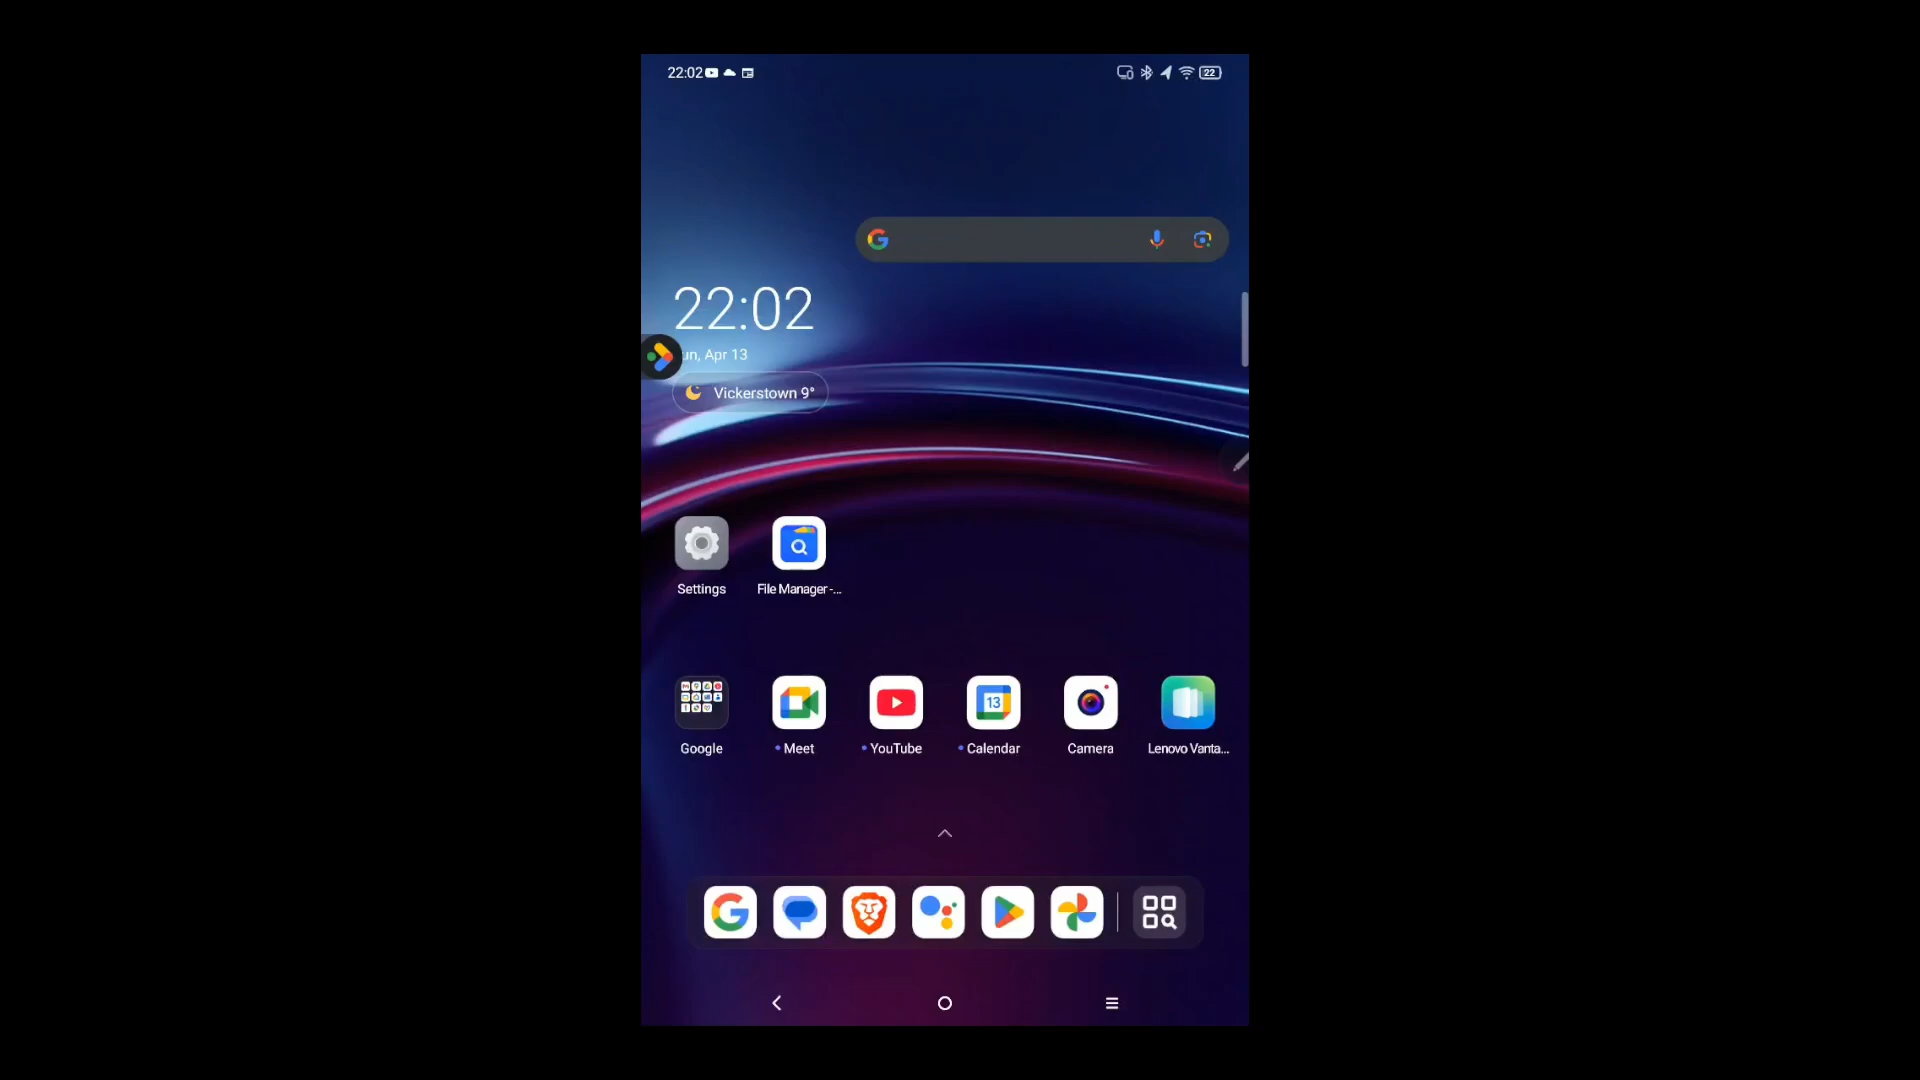 22:02
22
22:02
un, Apr 13
Vickerstown 9°
Settings
File Manager -...
Google
Meet
YouTube
13
Calendar
Camera
Lenovo Vanta...